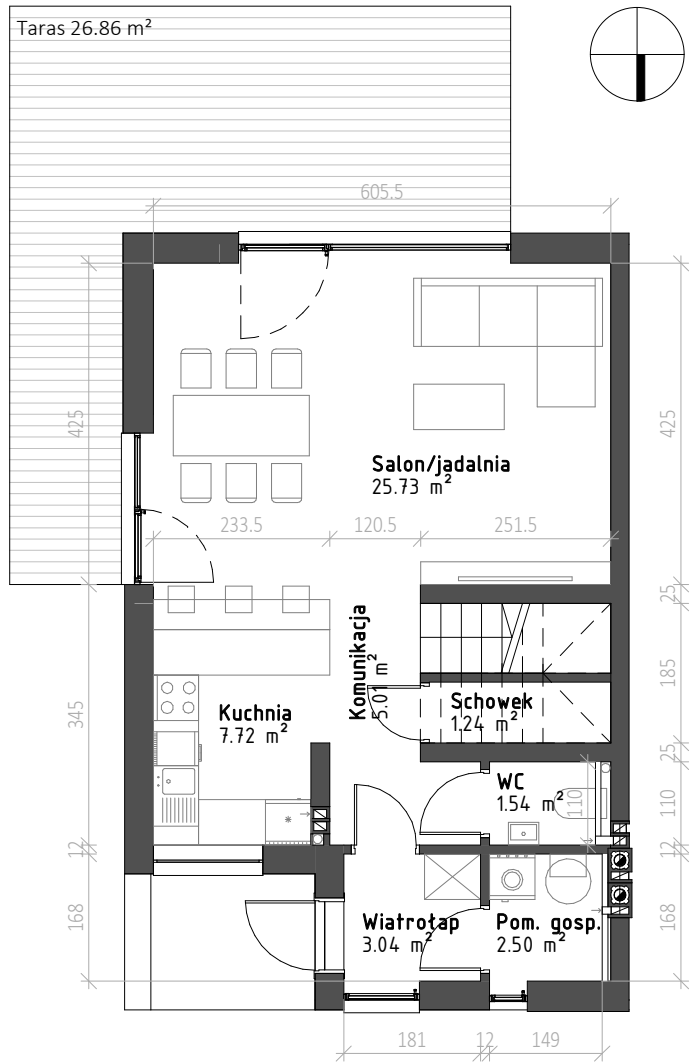 Taras 26.86 m²
605.5
425
425
Salon/jadalnia
25.73 m²
233.5
120.5
251.5
25
Komunikacja
5.01 m²
185
Schowek
1.24 m²
Kuchnia
7.72 m²
345
25
WC
1.54 m²
110
110
12
12
168
168
Wiatrołap
3.04 m²
Pom. gosp.
2.50 m²
181
12
149